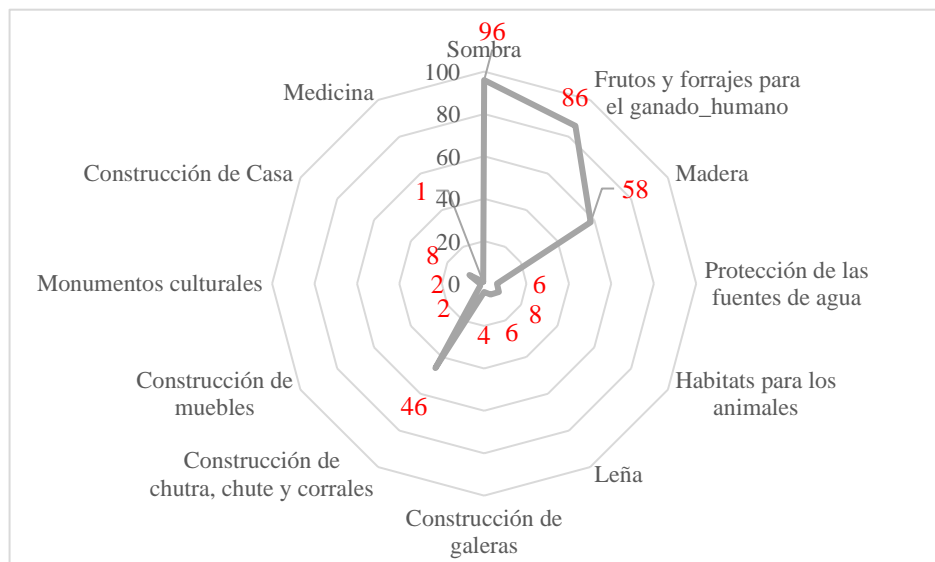 96
Sombra
100
Frutos y forrajes para
el ganado_humano
86
Medicina
80
60
Madera
58
Construcción de Casa
1
40
20
8
Protección de las
fuentes de agua
Monumentos culturales
2
0
6
2
8
4
6
Construcción de
muebles
Habitats para los
animales
46
Construcción de
chutra, chute y corrales
Leña
Construcción de
galeras